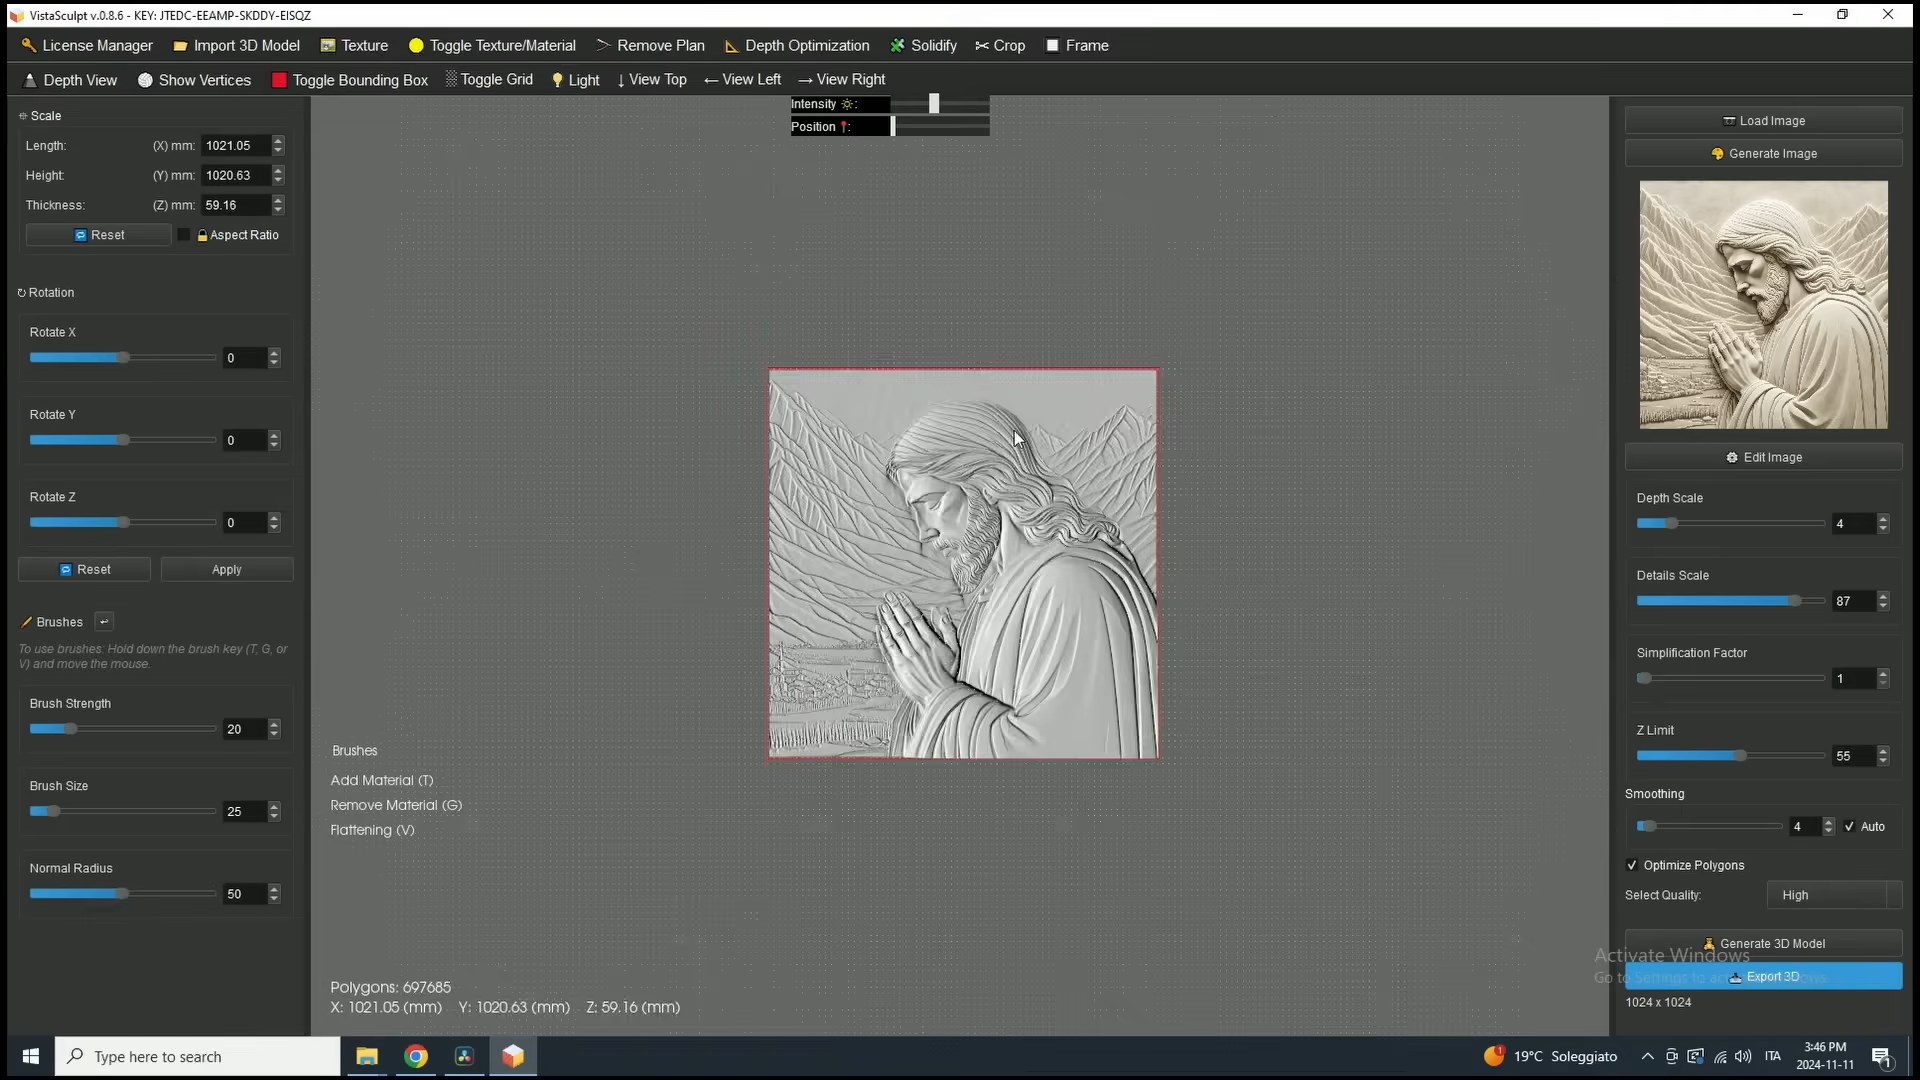 VistaSculpt v.0.8.6 - KEY: JTEDC-EEAMP-SKDDY-EISQZ
License Manager Import 3D Model Texture Toggle Texture/Material Remove Plan Depth Optimization Solidify Crop Frame
Depth View Show Vertices Toggle Bounding Box Toggle Grid Light ↓ View Top ← View Left → View Right
Scale
Length: (X) mm: 1021.05
Height: (Y) mm: 1020.63
Thickness: (Z) mm: 59.16
Reset Aspect Ratio
Rotation
Rotate X
0
Rotate Y
0
Rotate Z
0
Reset Apply
Brushes
To use brushes: Hold down the brush key (T, G, or
V) and move the mouse.
Brush Strength
20
Brush Size
25
Normal Radius
50
Intensity :
Position :
Brushes
Add Material (T)
Remove Material (G)
Flattening (V)
Polygons: 697685
X: 1021.05 (mm) Y: 1020.63 (mm) Z: 59.16 (mm)
Load Image
Generate Image
Edit Image
Depth Scale
4
Details Scale
87
Simplification Factor
1
Z Limit
55
Smoothing
4 Auto
Optimize Polygons
Select Quality: High
Generate 3D Model
Activate Windows
Export 3D
Go to Settings to
1024 x 1024
Type here to search
19°C Soleggiato
ITA
3:46 PM
2024-11-11
1